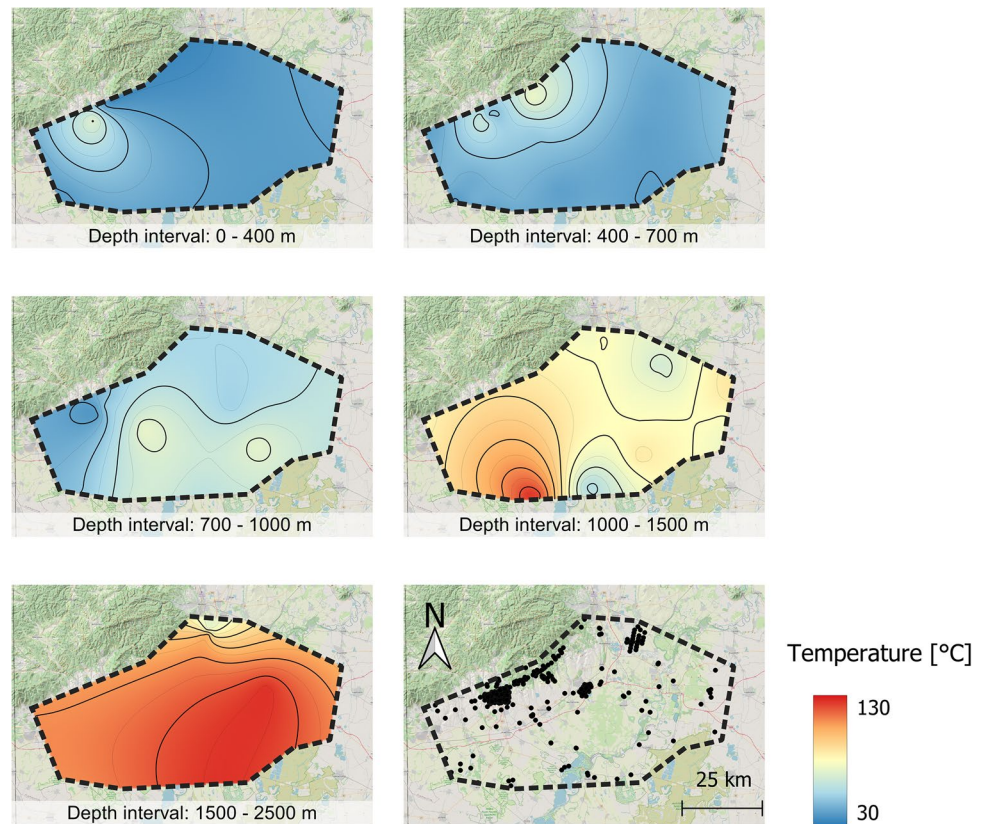 Depth interval: 0 - 400 m
Depth interval: 400 - 700 m
Depth interval: 700 - 1000 m
Depth interval: 1000 - 1500 m
Depth interval: 1500 - 2500 m
N
25 km
Temperature [°C]
130
30